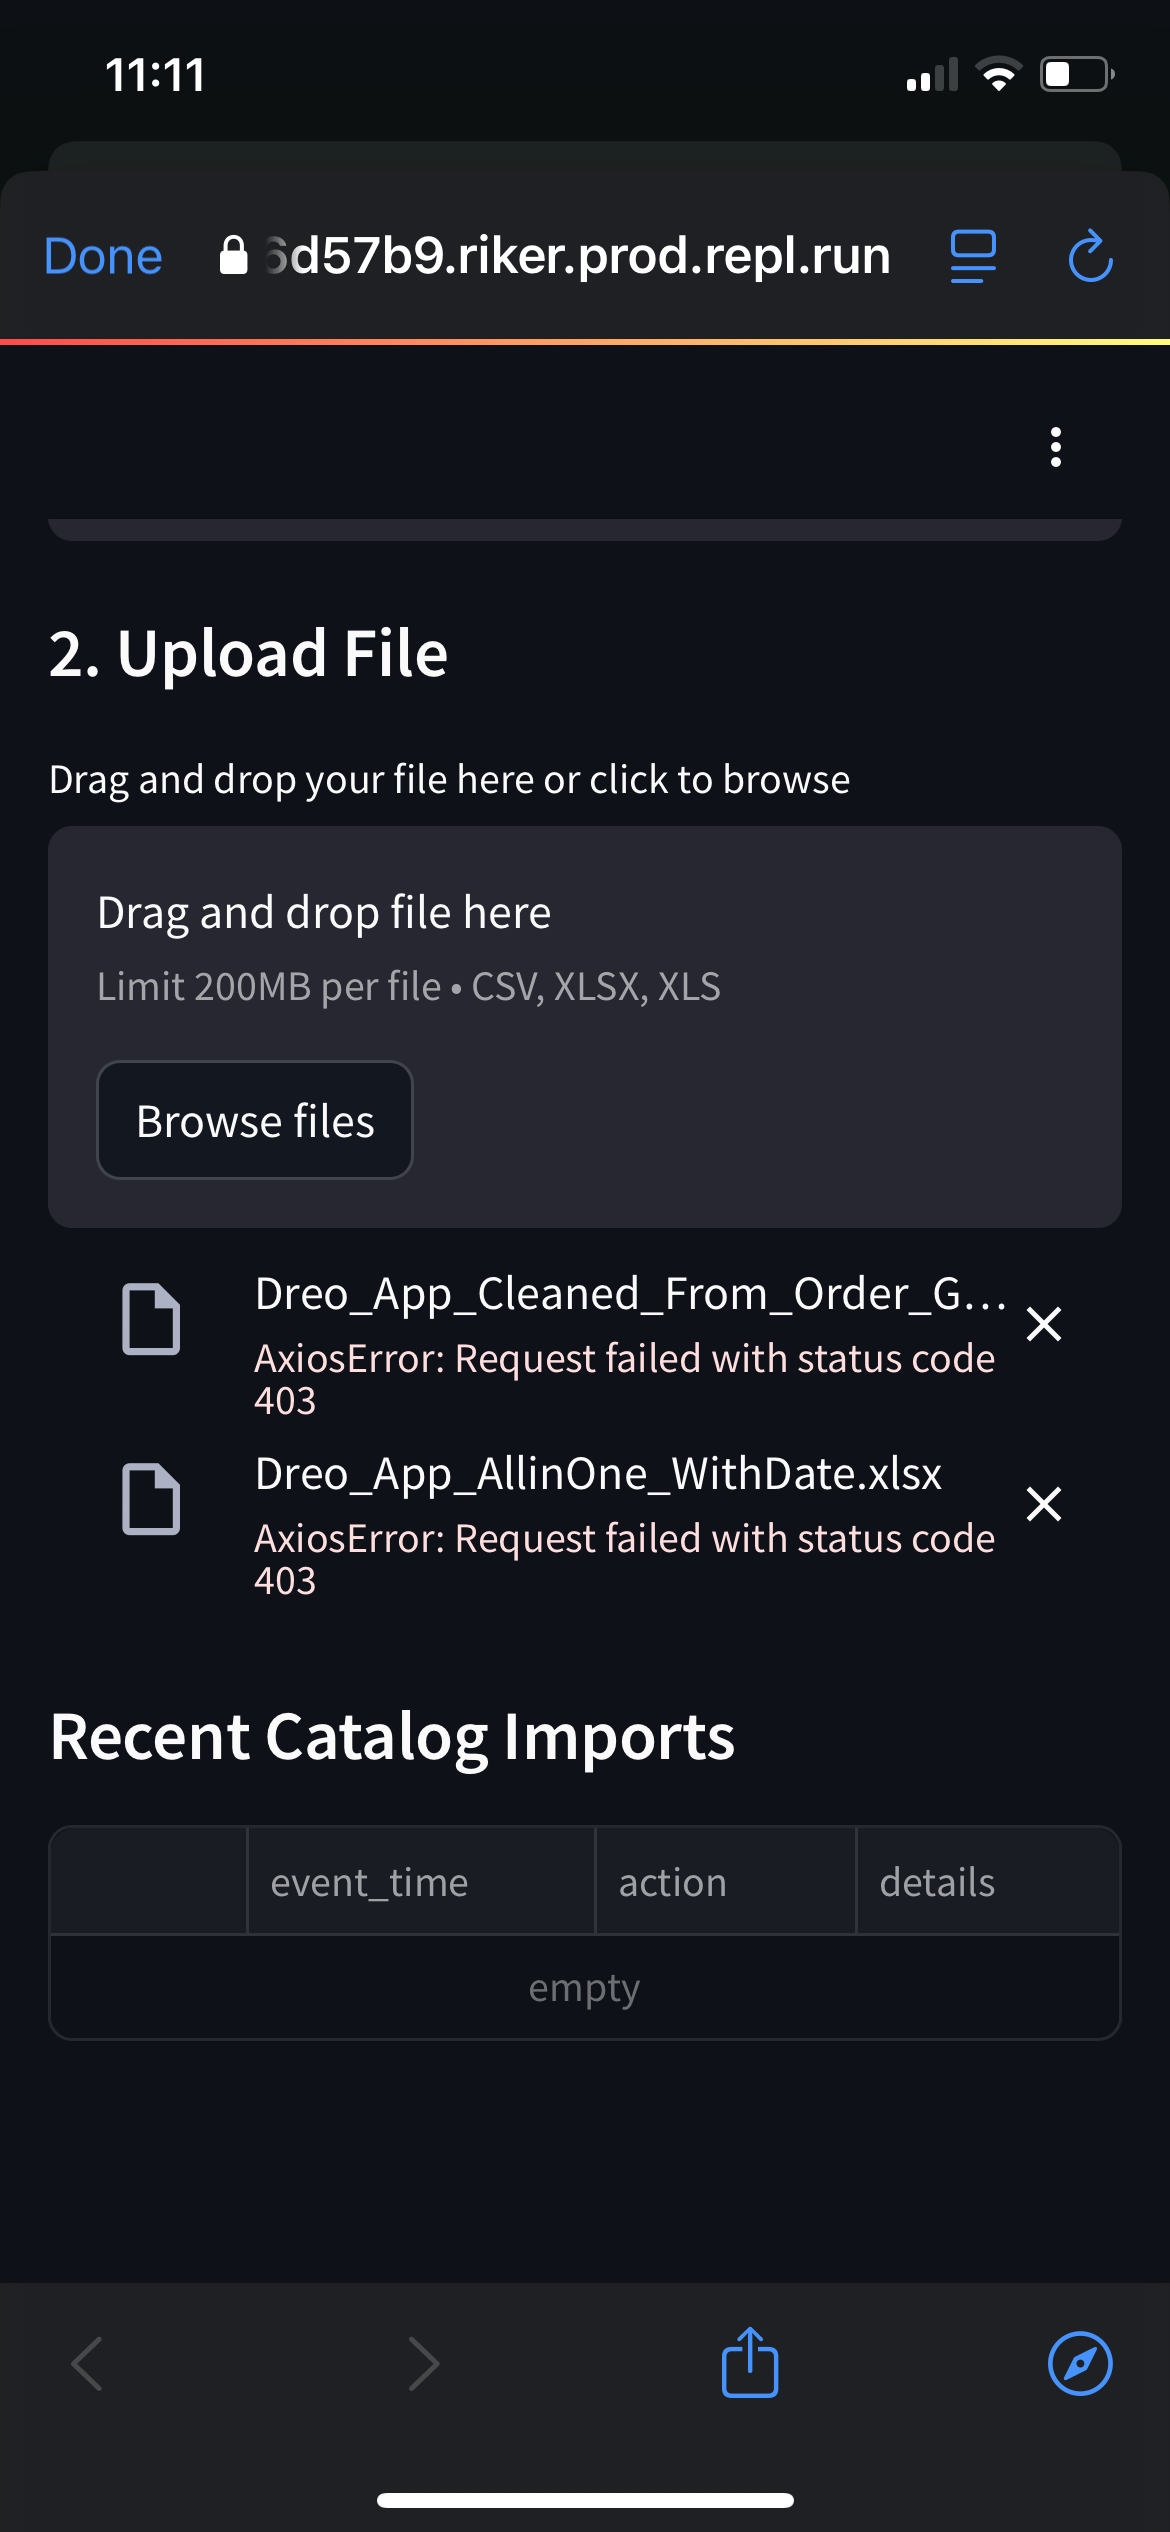 11:11
Done
6d57b9.riker.prod.repl.run
2. Upload File
Drag and drop your file here or click to browse
Drag and drop file here
Limit 200MB per file • CSV, XLSX, XLS
Browse files
Dreo_App_Cleaned_From_Order_G...
AxiosError: Request failed with status code
403
Dreo_App_AllinOne_WithDate.xlsx
AxiosError: Request failed with status code
403
Recent Catalog Imports
event_time action details
empty